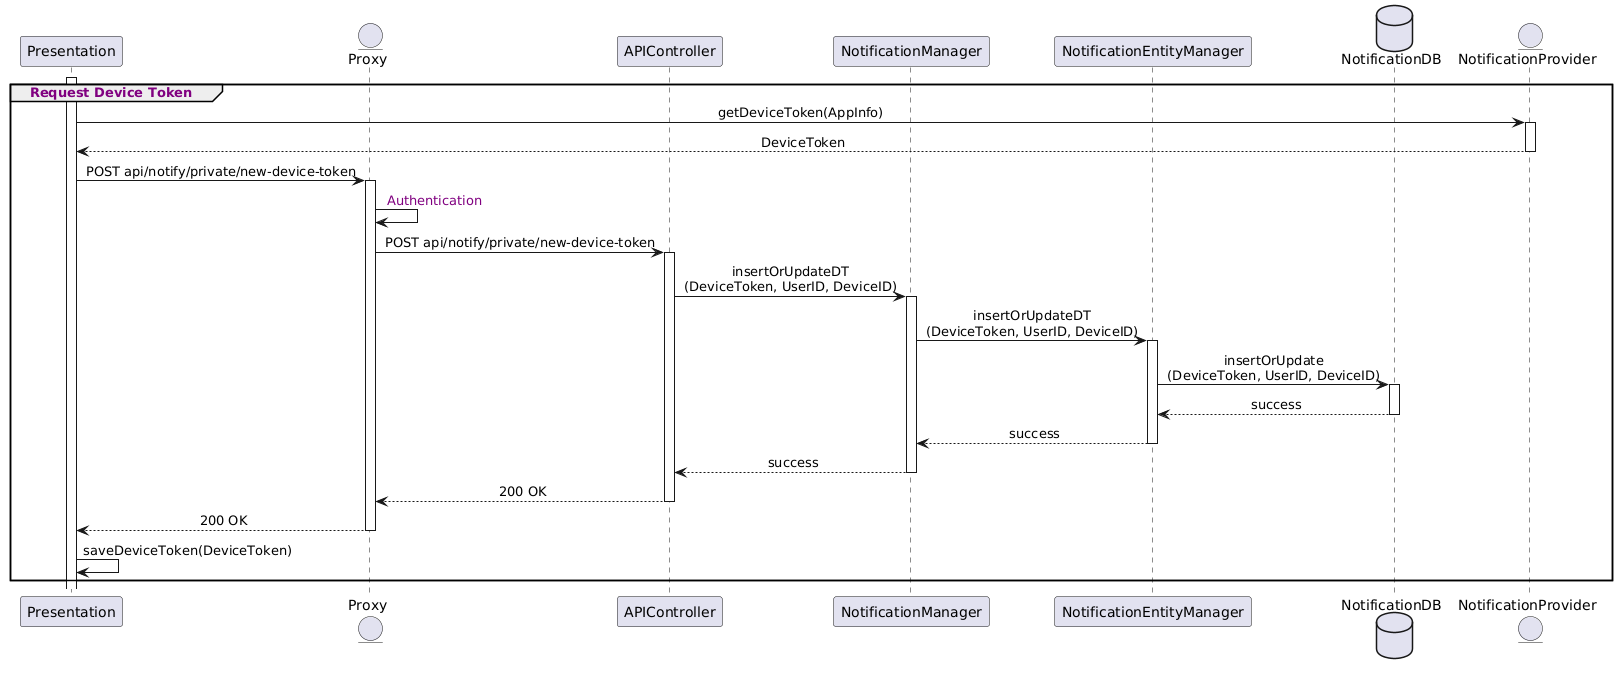 Presentation
Proxy
APIController
NotificationManager
NotificationEntityManager
NotificationDB
NotificationProvider
Request Device Token
getDeviceToken(AppInfo)
DeviceToken
POST api/notify/private/new-device-token
Authentication
POST api/notify/private/new-device-token
insertOrUpdateDT
(DeviceToken, UserID, DeviceID)
insertOrUpdateDT
(DeviceToken, UserID, DeviceID)
insertOrUpdate
(DeviceToken, UserID, DeviceID)
success
success
success
200 OK
200 OK
saveDeviceToken(DeviceToken)
Presentation
Proxy
APIController
NotificationManager
NotificationEntityManager
NotificationDB
NotificationProvider